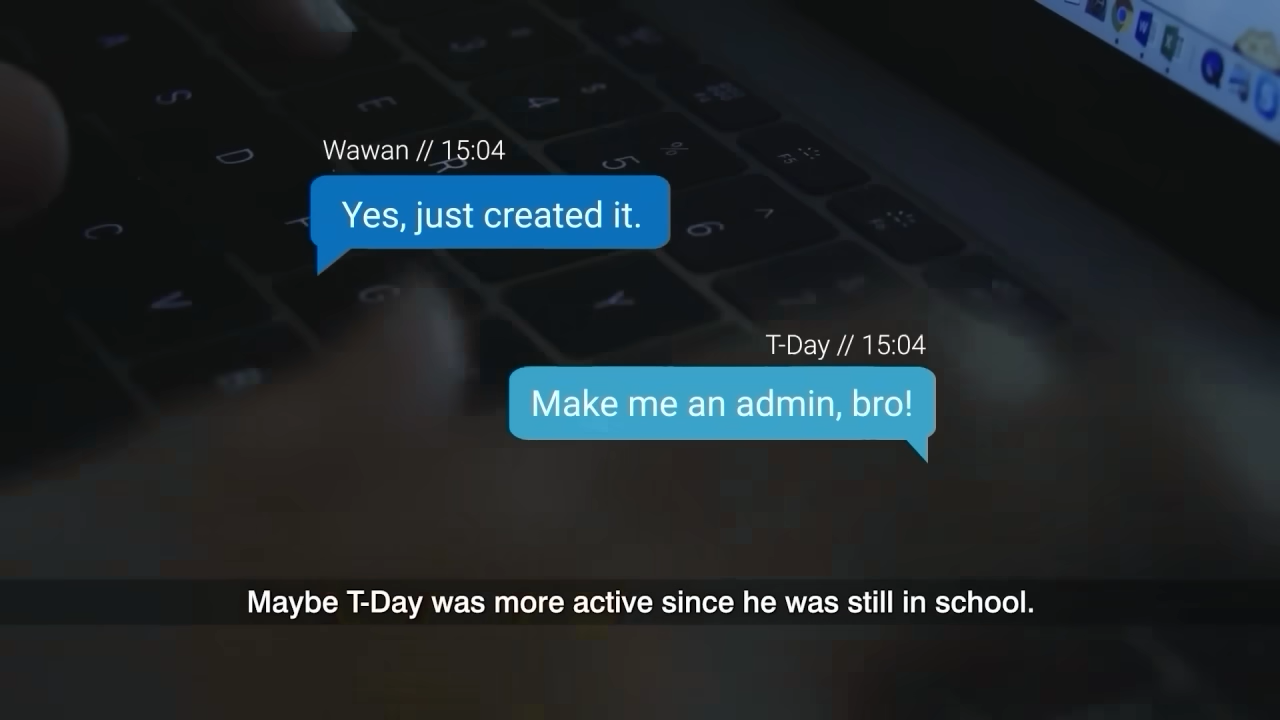 Wawan // 15:04
Yes, just created it.
T-Day // 15:04
Make me an admin, bro!
Maybe T-Day was more active since he was still in school.